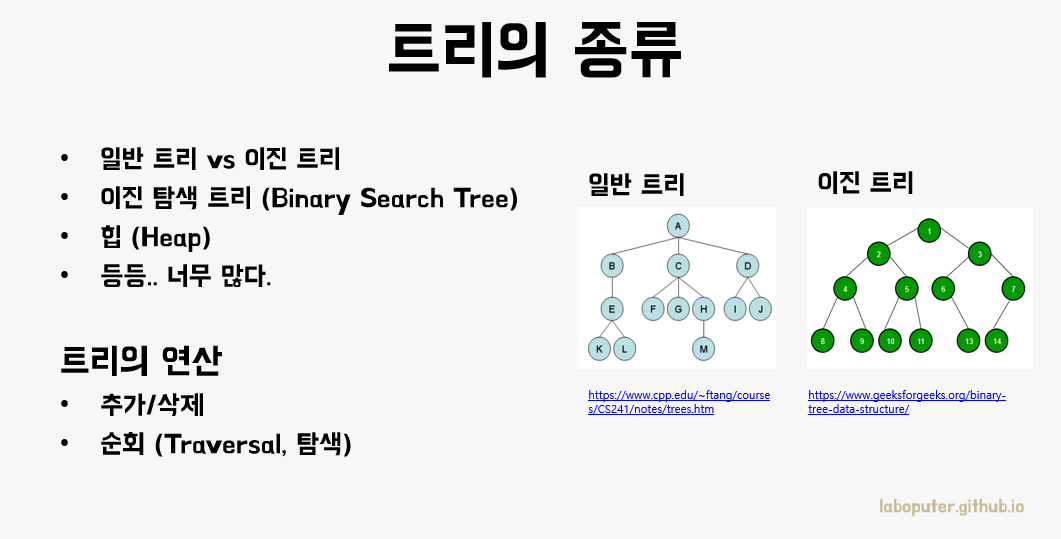 트리의 종류
• 일반 트리 vs 이진 트리
• 이진 탐색 트리 (Binary Search Tree)
• 힙 (Heap)
• 등등.. 너무 많다.
트리의 연산
• 추가/삭제
• 순회 (Traversal, 탐색)
일반 트리
A
B C D
E F G H I J
K L M
https://www.cpp.edu/~ftang/course
s/CS241/notes/trees.htm
이진 트리
1
2 3
4 5 6 7
8 9 10 11 13 14
https://www.geeksforgeeks.org/binary-
tree-data-structure/
laboputer.github.io